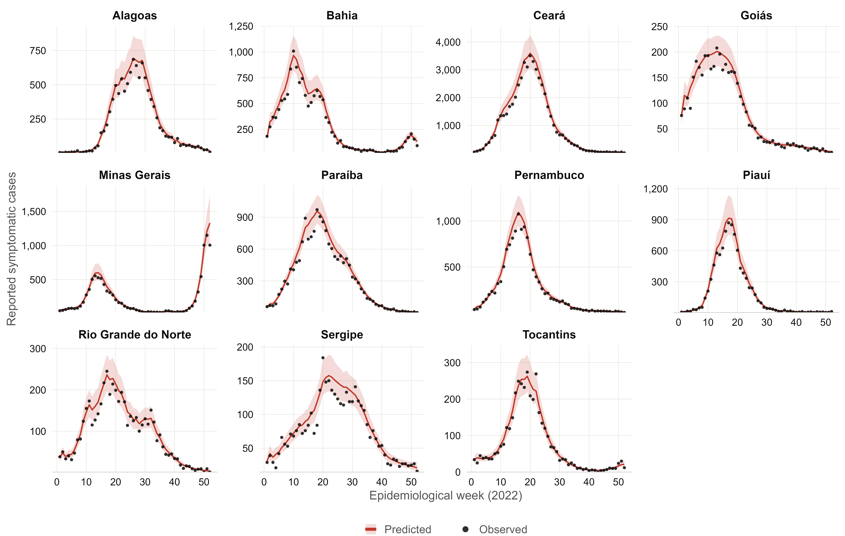 Alagoas
Bahia
Ceará
Goiás
750
500
250
1,250
1,000
750
500
250
4,000
3,000
2,000
1,000
250
200
150
100
50
Reported symptomatic cases
Minas Gerais
Paraíba
Pernambuco
Piauí
1,500
1,000
500
900
600
300
1,000
500
1,200
900
600
300
0 10 20 30 40 50
Rio Grande do Norte
Sergipe
Tocantins
300
200
100
200
150
100
50
300
200
100
0
0 10 20 30 40 50
0 10 20 30 40 50
0 10 20 30 40 50
Epidemiological week (2022)
Predicted
Observed